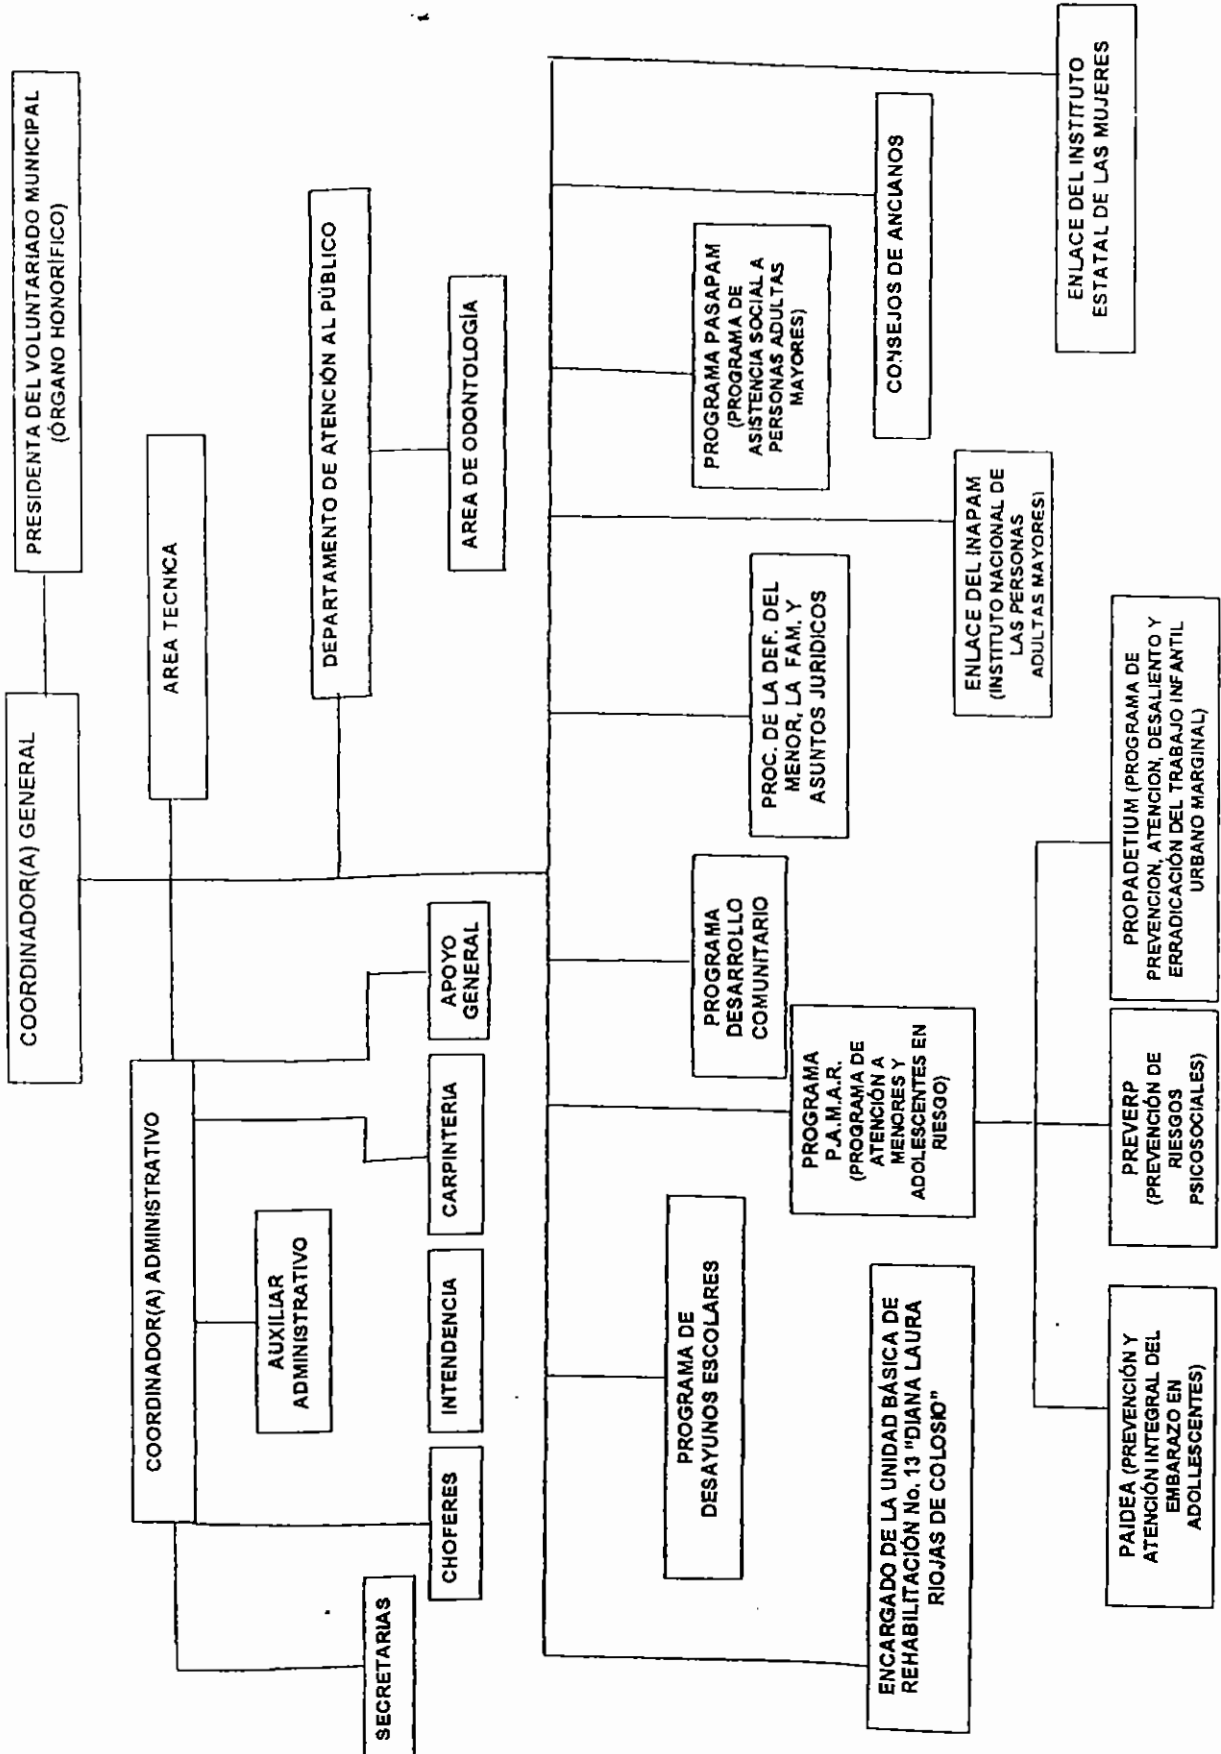 COORDINADOR(A) GENERAL
PRESIDENTA DEL VOLUNTARIADO MUNICIPAL
(ÓRGANO HONORÍFICO)
COORDINADOR(A) ADMINISTRATIVO
AREA TECNICA
AUXILIAR
ADMINISTRATIVO
DEPARTAMENTO DE ATENCIÓN AL PÚBLICO
SECRETARIAS
CHOFERES
INTENDENCIA
CARPINTERIA
APOYO
GENERAL
AREA DE ODONTOLOGÍA
PROGRAMA DE
DESAYUNOS ESCOLARES
PROGRAMA
DESARROLLO
COMUNITARIO
PROC. DE LA DEF. DEL
MENOR, LA FAM. Y
ASUNTOS JURIDICOS
PROGRAMA PASAPAM
(PROGRAMA DE
ASISTENCIA SOCIAL A
PERSONAS ADULTAS
MAYORES)
ENCARGADO DE LA UNIDAD BÁSICA DE
REHABILITACIÓN No. 13 "DIANA LAURA
RIOJAS DE COLOSIO"
PROGRAMA
P.A.M.A.R.
(PROGRAMA DE
ATENCIÓN A
MENORES Y
ADOLESCENTES EN
RIESGO)
CONSEJOS DE ANCIANOS
ENLACE DEL INAPAM
(INSTITUTO NACIONAL DE
LAS PERSONAS
ADULTAS MAYORES)
ENLACE DEL INSTITUTO
ESTATAL DE LAS MUJERES
PAIDEA (PREVENCIÓN Y
ATENCIÓN INTEGRAL DEL
EMBARAZO EN
ADOLLESCENTES)
PREVERP
(PREVENCIÓN DE
RIESGOS
PSICOSOCIALES)
PROPADETIUM (PROGRAMA DE
PREVENCION, ATENCION, DESALIENTO Y
ERRADICACIÓN DEL TRABAJO INFANTIL
URBANO MARGINAL)